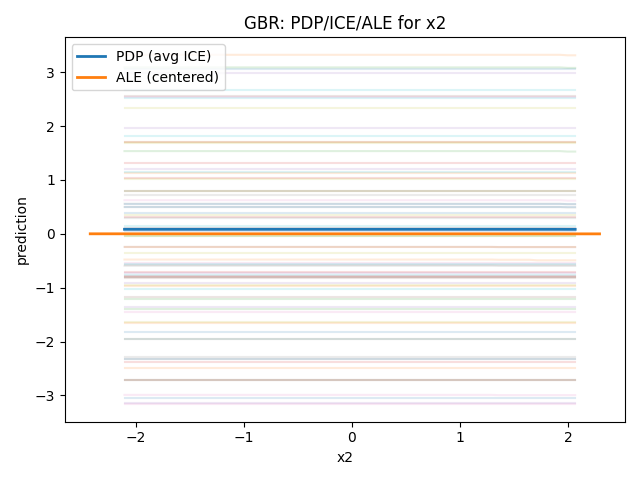 GBR: PDP/ICE/ALE for x2
PDP (avg ICE)
ALE (centered)
prediction
3
2
1
0
−1
−2
−3
−2
−1
0
1
2
x2